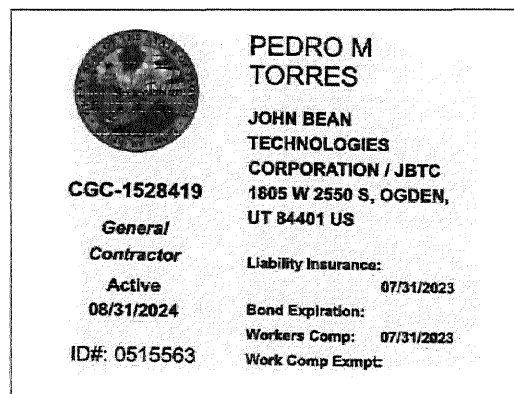 PEDRO M
TORRES
JOHN BEAN
TECHNOLOGIES
CORPORATION / JBTC
1805 W 2550 S, OGDEN,
UT 84401 US
CGC-1528419
General
Contractor
Active
08/31/2024
ID#: 0515563
Liability Insurance:
07/31/2023
Bond Expiration:
Workers Comp: 07/31/2023
Work Comp Exmpt: